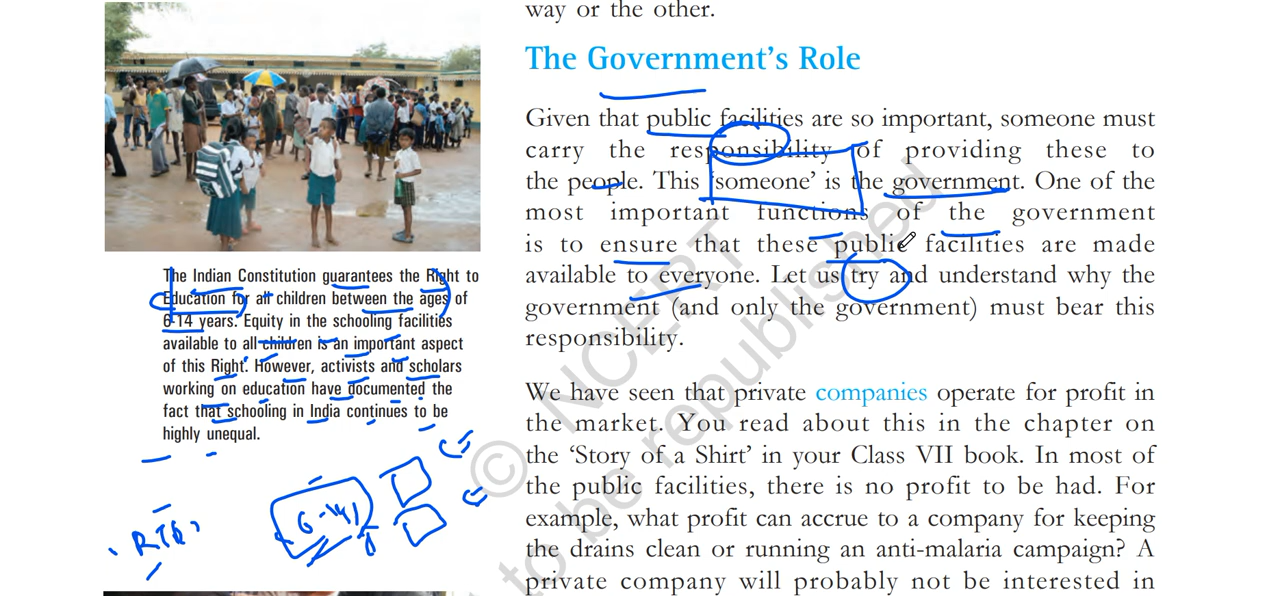 way or the other.
The Government's Role
Given that public facilities are so important, someone must
carry the responsibility of providing these to
the people. This ‘someone’ is the government. One of the
most important functions of the government
is to ensure that these public facilities are made
available to everyone. Let us try and understand why the
government (and only the government) must bear this
responsibility.
We have seen that private companies operate for profit in
the market. You read about this in the chapter on
the ‘Story of a Shirt’ in your Class VII book. In most of
the public facilities, there is no profit to be had. For
example, what profit can accrue to a company for keeping
the drains clean or running an anti-malaria campaign? A
private company will probably not be interested in
The Indian Constitution guarantees the Right to
Education for all children between the ages of
6-14 years. Equity in the schooling facilities
available to all children is an important aspect
of this Right. However, activists and scholars
working on education have documented the
fact that schooling in India continues to be
highly unequal.
6-14
RTE
© NCERT
to be republished